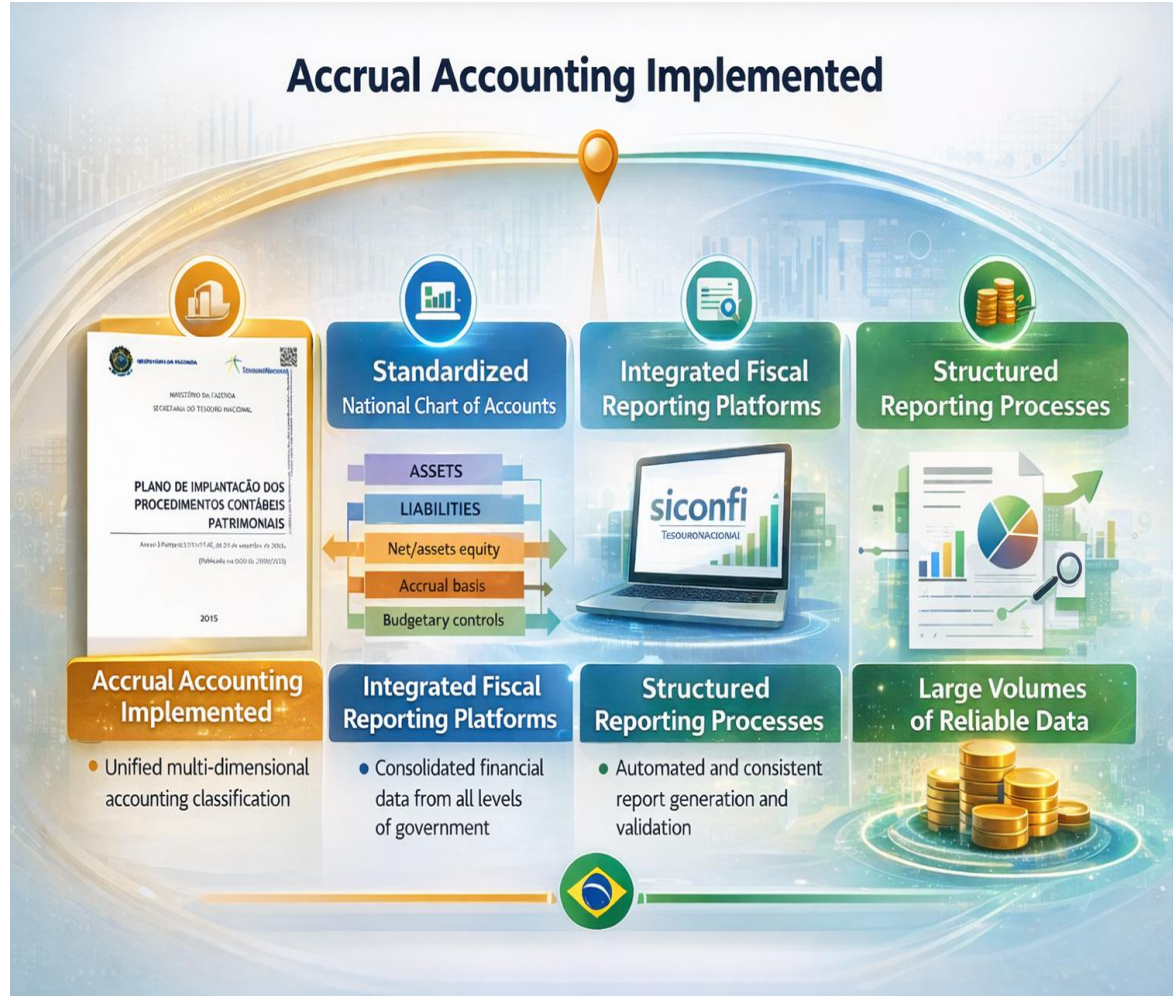 Accrual Accounting Implemented
TesouroNacional
MINISTÉRIO DA FAZENDA
SECRETARIA DO TESOURO NACIONAL
PLANO DE IMPLANTAÇÃO DOS
PROCEDIMENTOS CONTÁBEIS
PATRIMONAIS
2015
Accrual Accounting
Implemented
• Unified multi-dimensional
accounting classification
Standardized
National Chart of Accounts
ASSETS
LIABILITIES
Net/assets equity
Accrual basis
Budgetary controls
Integrated Fiscal
Reporting Platforms
• Consolidated financial
data from all levels
of government
Integrated Fiscal
Reporting Platforms
siconfi
TESOURONACIONAL
Structured
Reporting Processes
• Automated and consistent
report generation and
validation
Structured
Reporting Processes
Large Volumes
of Reliable Data